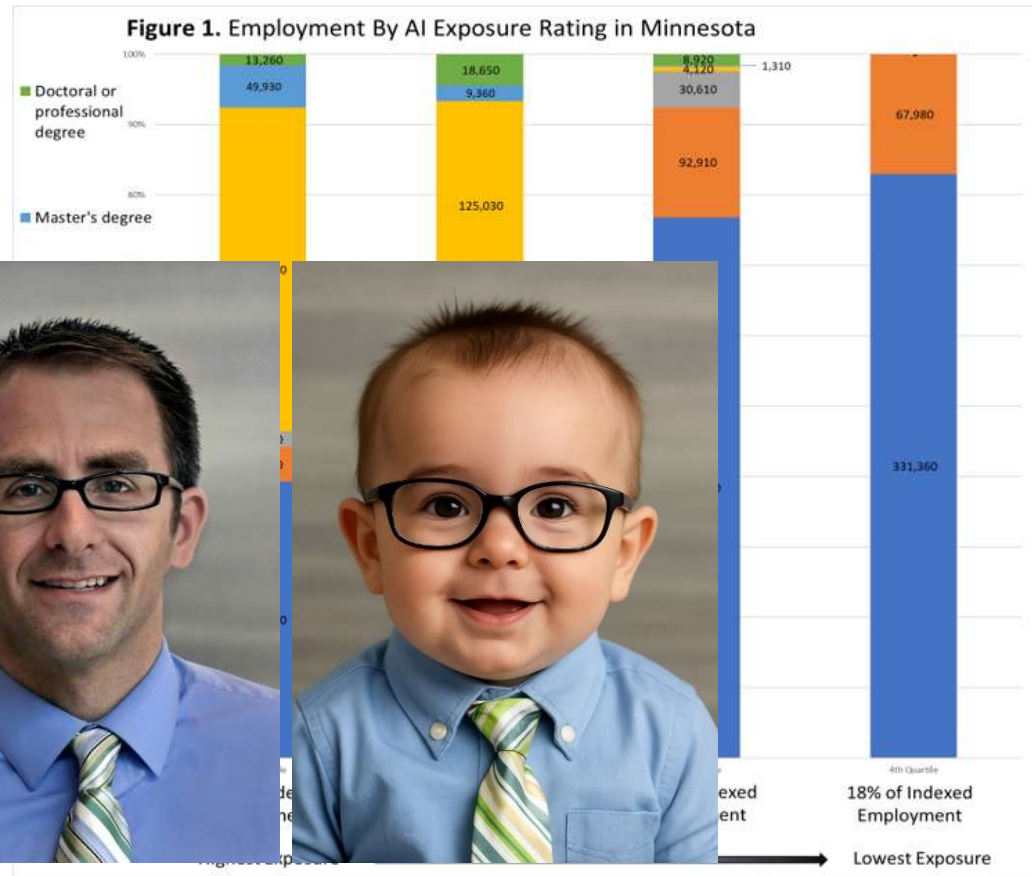 Figure 1. Employment By AI Exposure Rating in Minnesota
100%
13,260
8,920
18,650
4,120
1,310
Doctoral or
49,930
9,360
30,610
professional
67,980
degree
90%
92,910
80%
125,030
Master's degree
331,360
4th Quartile
18% of Indexed
Employment
Lowest Exposure